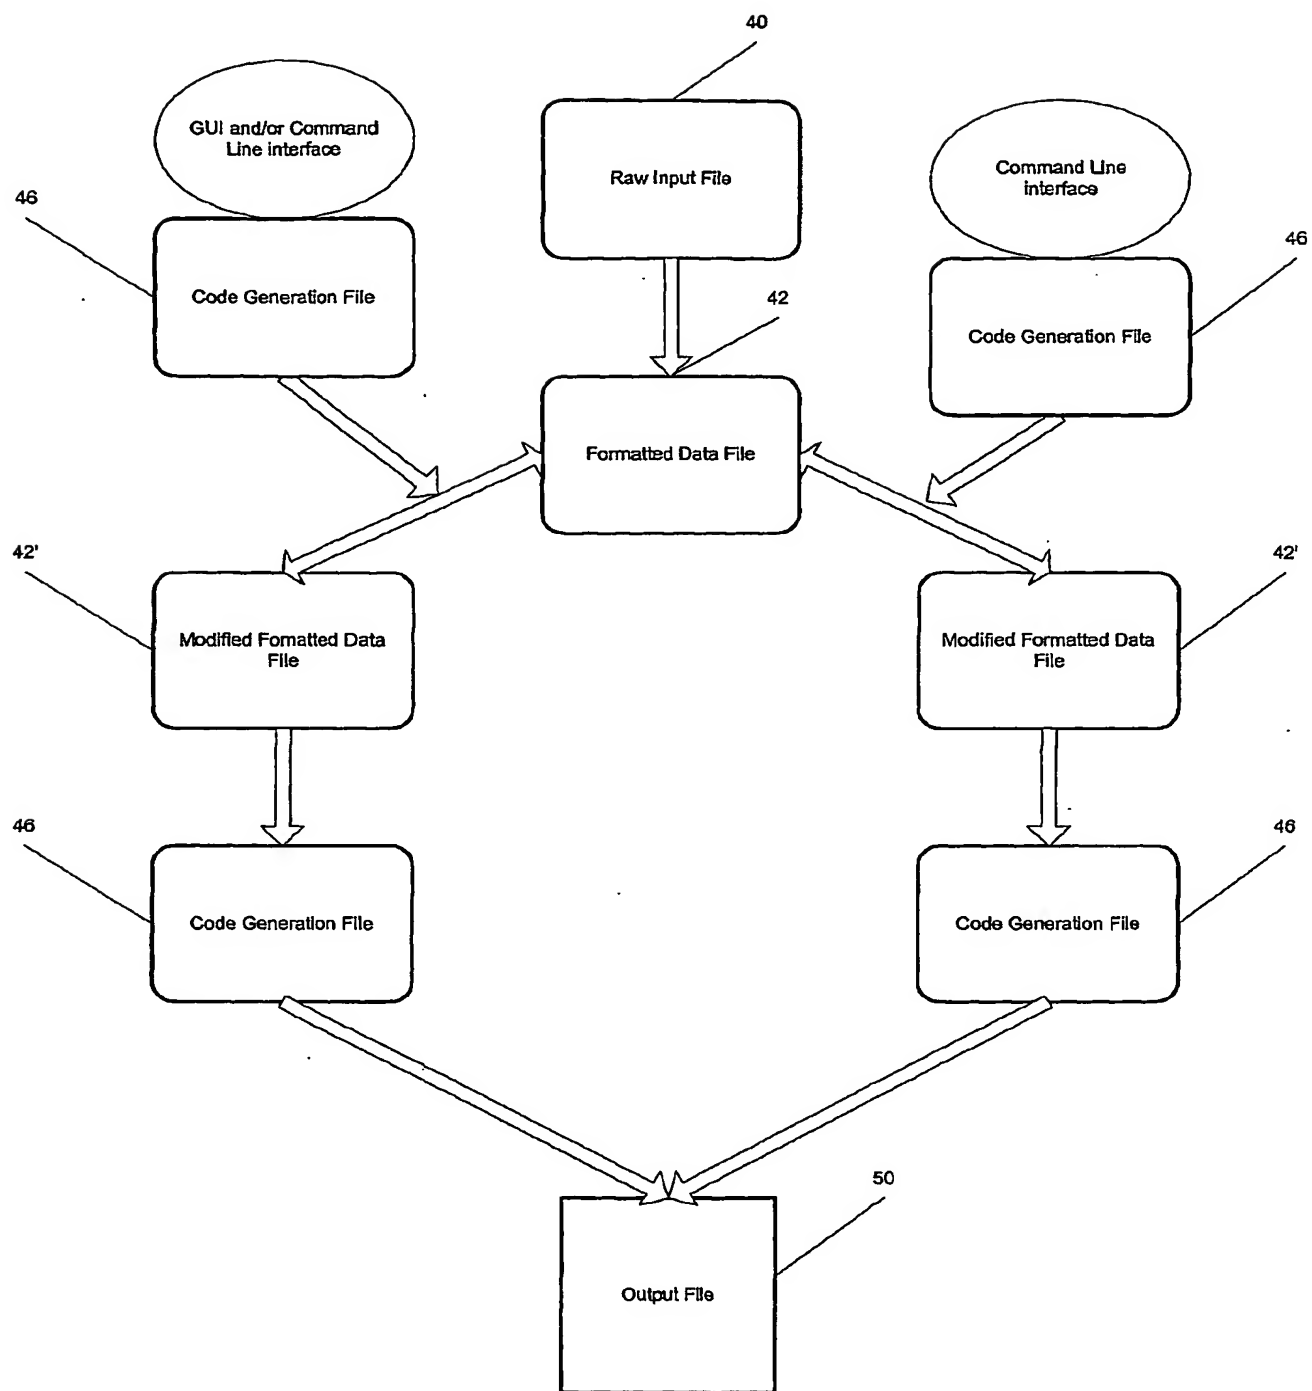 40
GUI and/or Command
Line interface
Raw Input File
Command Line
interface
46
Code Generation File
46
Code Generation File
42
Formatted Data File
42'
Modified Fomatted Data
File
42'
Modified Formatted Data
File
46
Code Generation File
46
Code Generation File
50
Output File